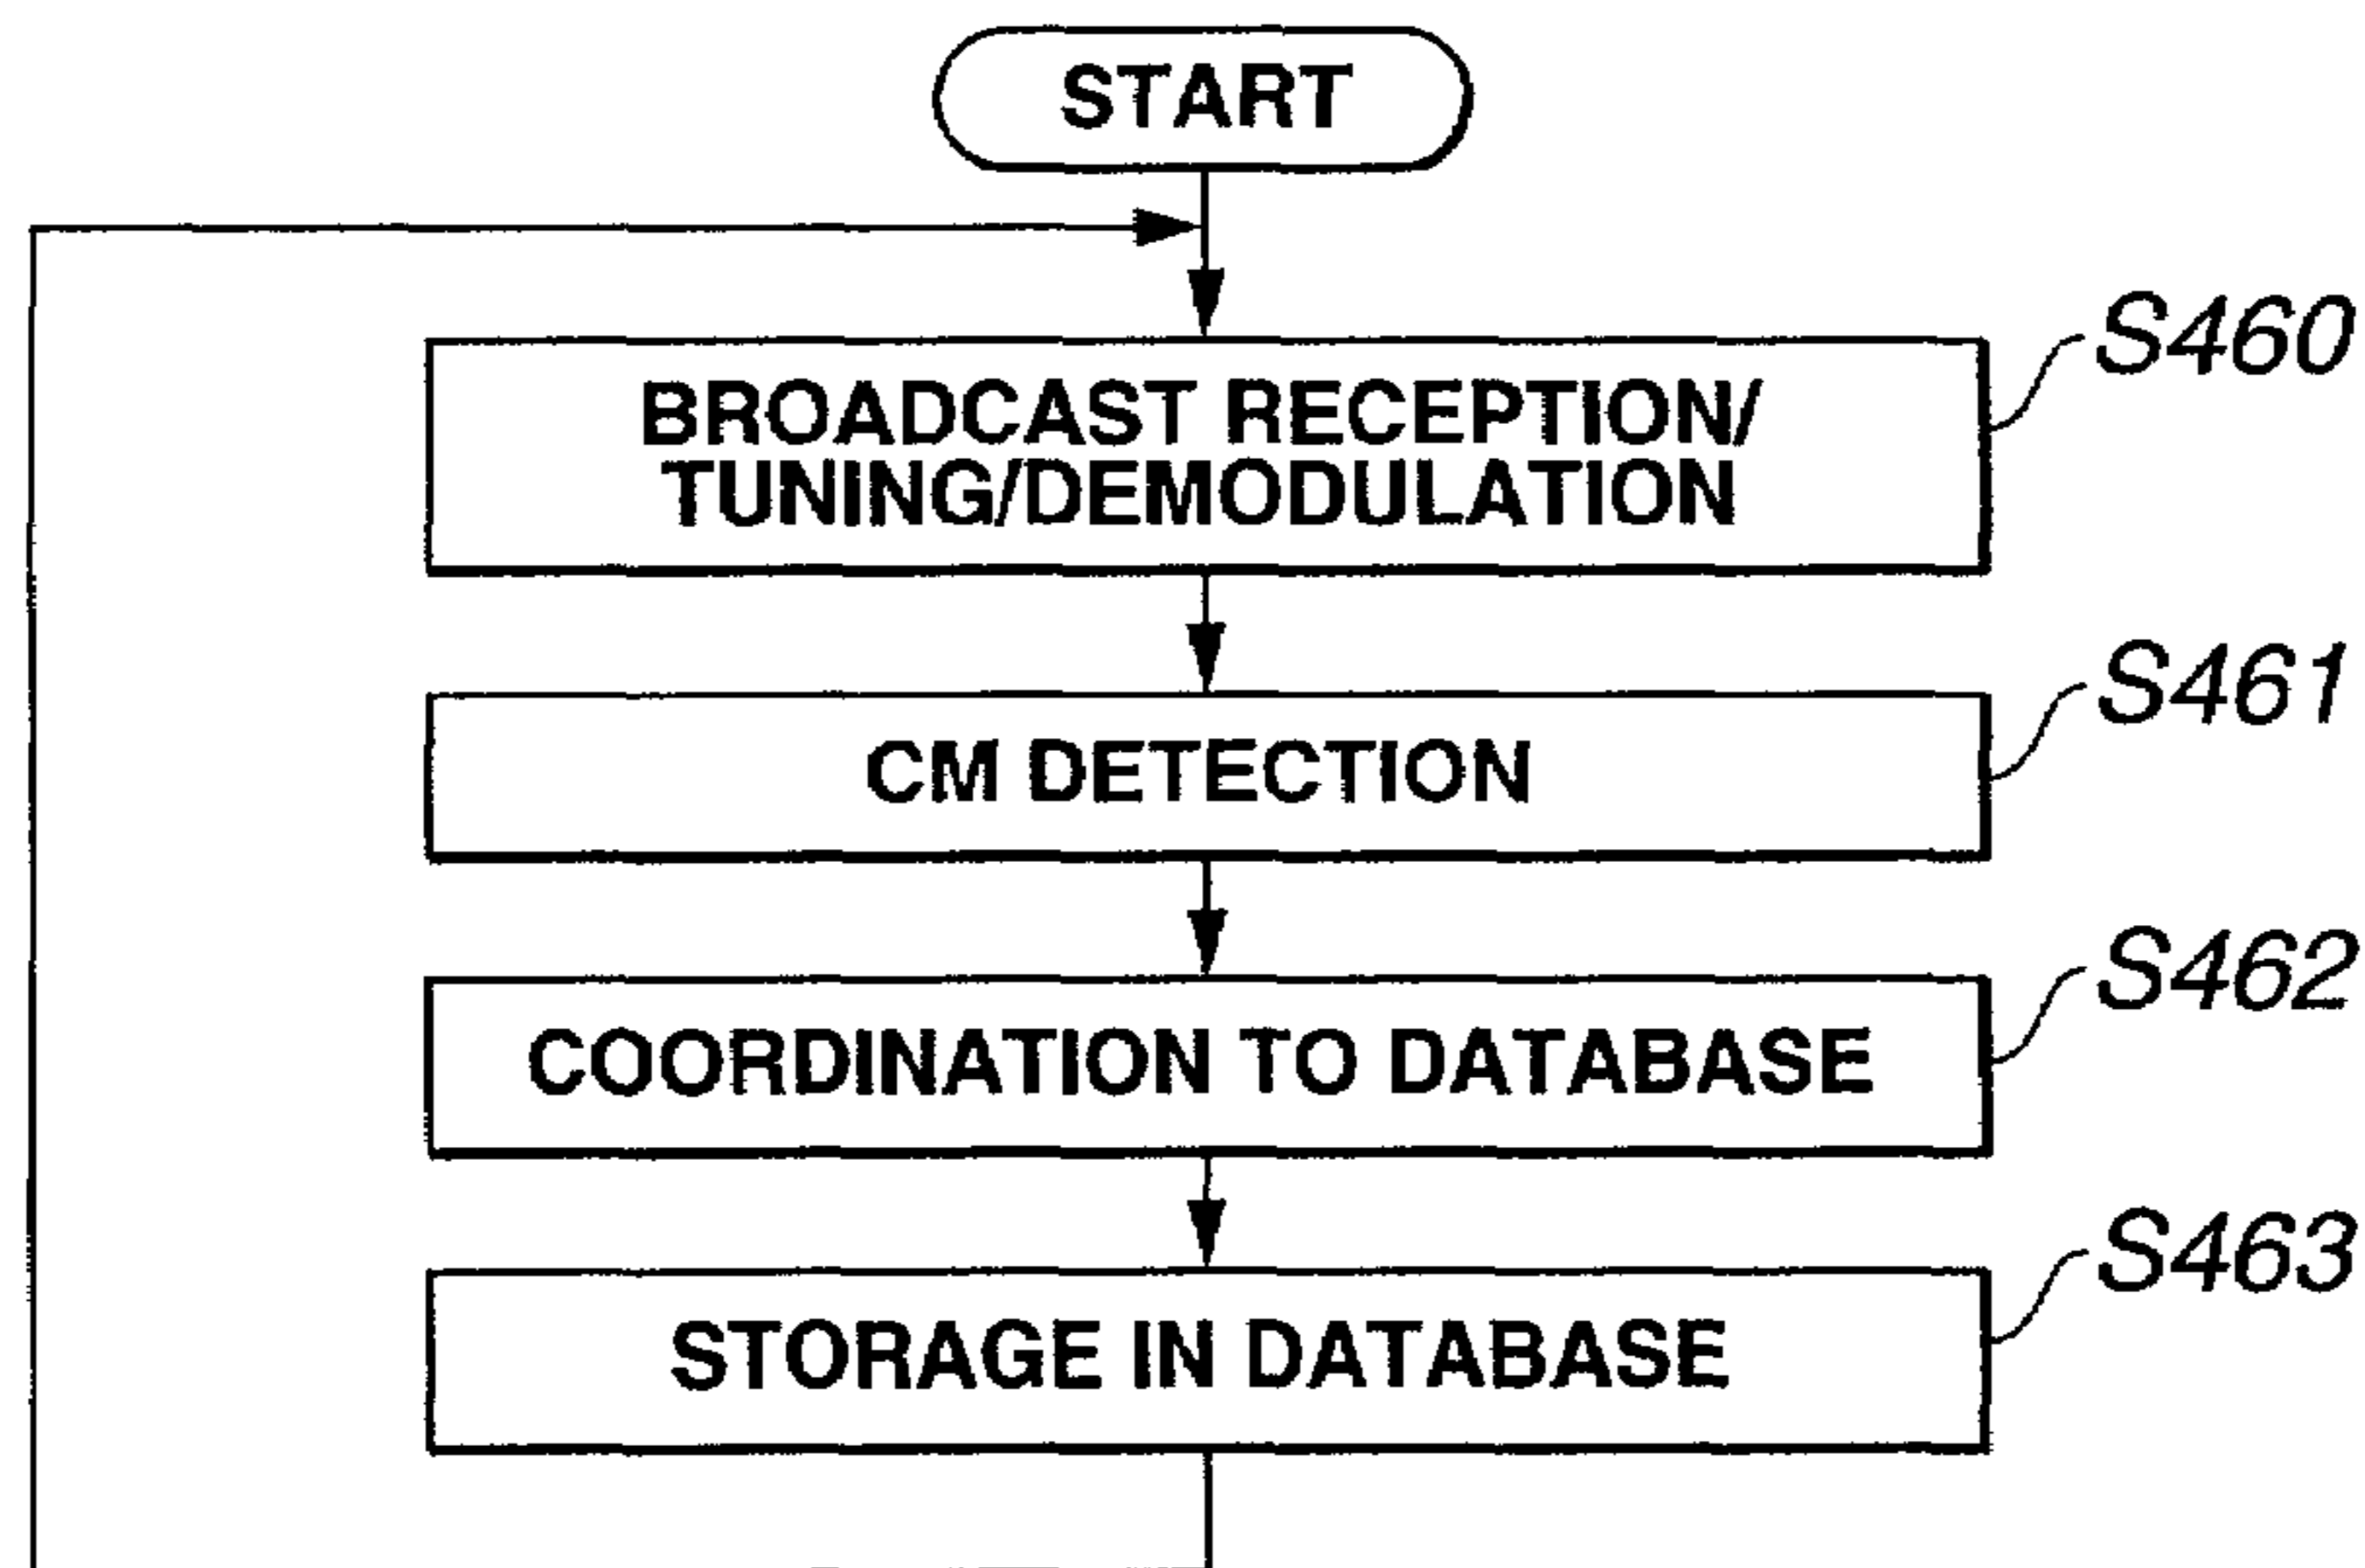 START
S460
BROADCAST RECEPTION/
TUNING/DEMODULATION
S461
CM DETECTION
S462
COORDINATION TO DATABASE
S463
STORAGE IN DATABASE